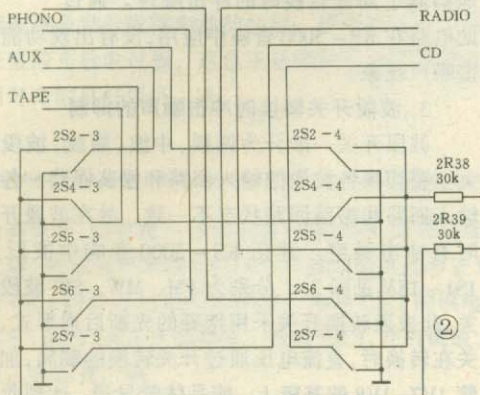 PHONO
RADIO
AUX
CD
TAPE
2S2-3
2S2-4
2S4-3
2S4-4
2R38
30k
2S5-3
2S5-4
2R39
30k
2S6-3
2S6-4
②
2S7-3
2S7-4